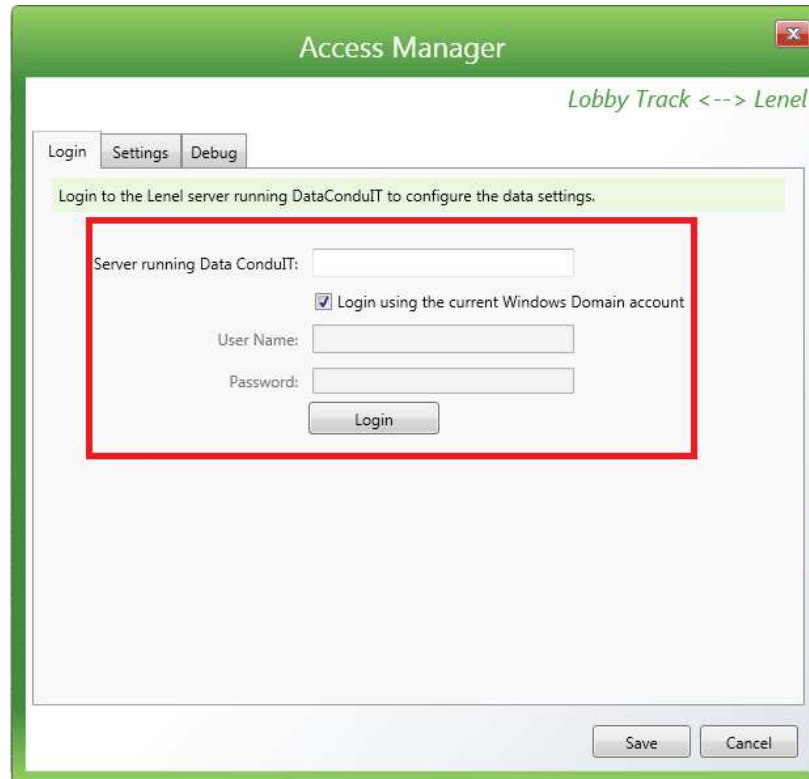 Access Manager
x
Lobby Track <--> Lenel
Login Settings Debug
Login to the Lenel server running DataConduIT to configure the data settings.
Server running Data ConduIT:
Login using the current Windows Domain account
User Name:
Password:
Login
Save Cancel